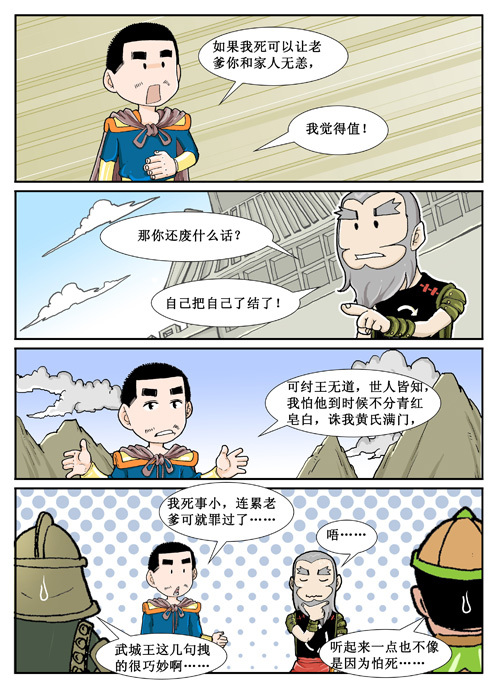 如果我死可以让老
爹你和家人无恙，
我觉得值！
那你还废什么话？
自己把自己了结了！
可纣王无道，世人皆知，
我怕他到时候不分青红
皂白，诛我黄氏满门，
我死事小，连累老
爹可就罪过了……
唔……
武城王这几句拽
的很巧妙啊……
听起来一点也不像
是因为怕死……